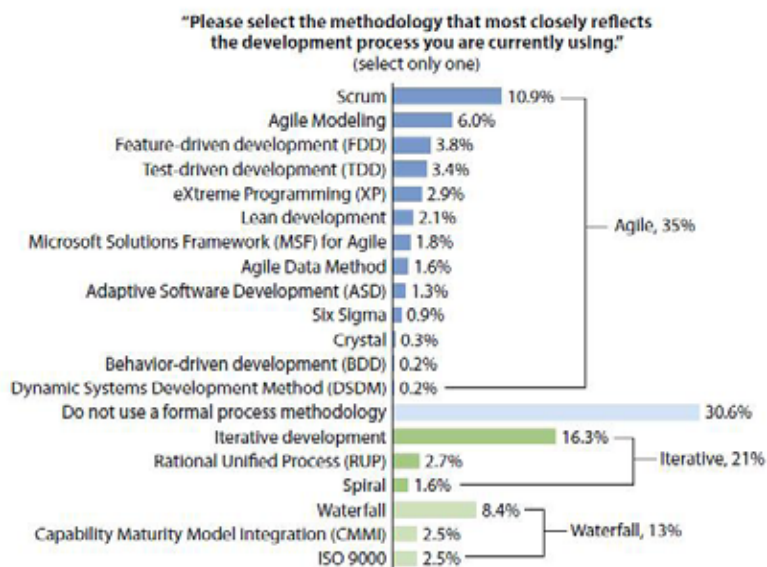 "Please select the methodology that most closely reflects
the development process you are currently using."
(select only one)
Scrum 10.9%
Agile Modeling 6.0%
Feature-driven development (FDD) 3.8%
Test-driven development (TDD) 3.4%
eXtreme Programming (XP) 2.9%
Lean development 2.1%
Microsoft Solutions Framework (MSF) for Agile 1.8%
Agile, 35%
Agile Data Method 1.6%
Adaptive Software Development (ASD) 1.3%
Six Sigma 0.9%
Crystal 0.3%
Behavior-driven development (BDD) 0.2%
Dynamic Systems Development Method (DSDM) 0.2%
Do not use a formal process methodology 30.6%
Iterative development 16.3%
Rational Unified Process (RUP) 2.7%
Iterative, 21%
Spiral 1.6%
Waterfall 8.4%
Capability Maturity Model Integration (CMMI) 2.5%
Waterfall, 13%
ISO 9000 2.5%